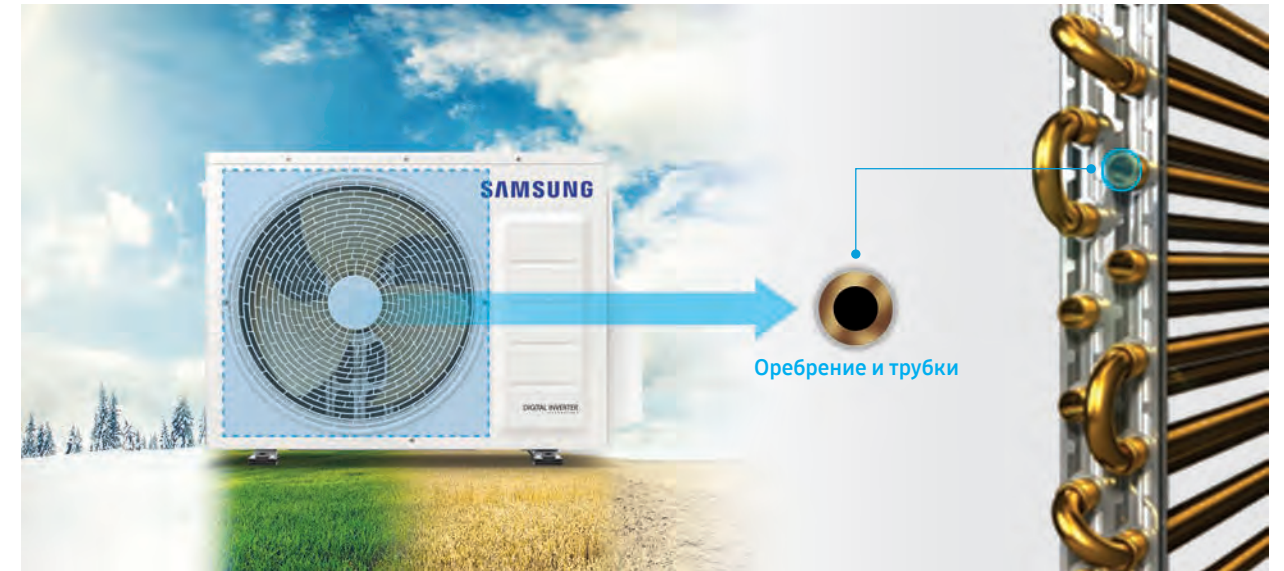 SAMSUNG
Оребрение и трубки
DIGITAL INVERTER